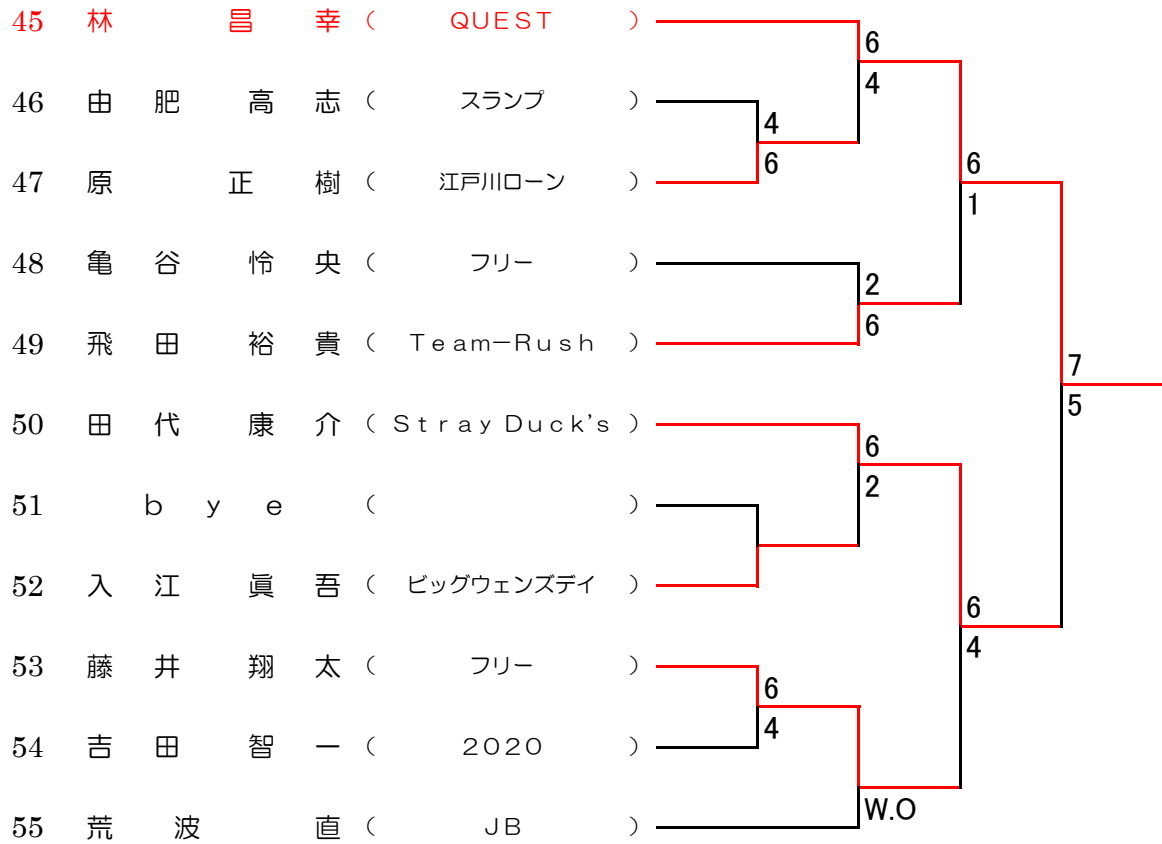 45 林 昌 幸 ( QUEST )
6
46 由 肥 高 志 ( スランプ )
4
4
47 原 正 樹 ( 江戸川ローン )
6
6
1
48 亀 谷 怜 央 ( フリー )
2
49 飛 田 裕 貴 ( Team−Rush )
6
7
50 田 代 康 介 ( Stray Duck's )
5
6
51 bye ( )
2
52 入 江 眞 吾 ( ビッグウェンズデイ )
6
53 藤 井 翔 太 ( フリー )
4
6
54 吉 田 智 一 ( 2020 )
4
55 荒 波 直 ( JB )
W.O